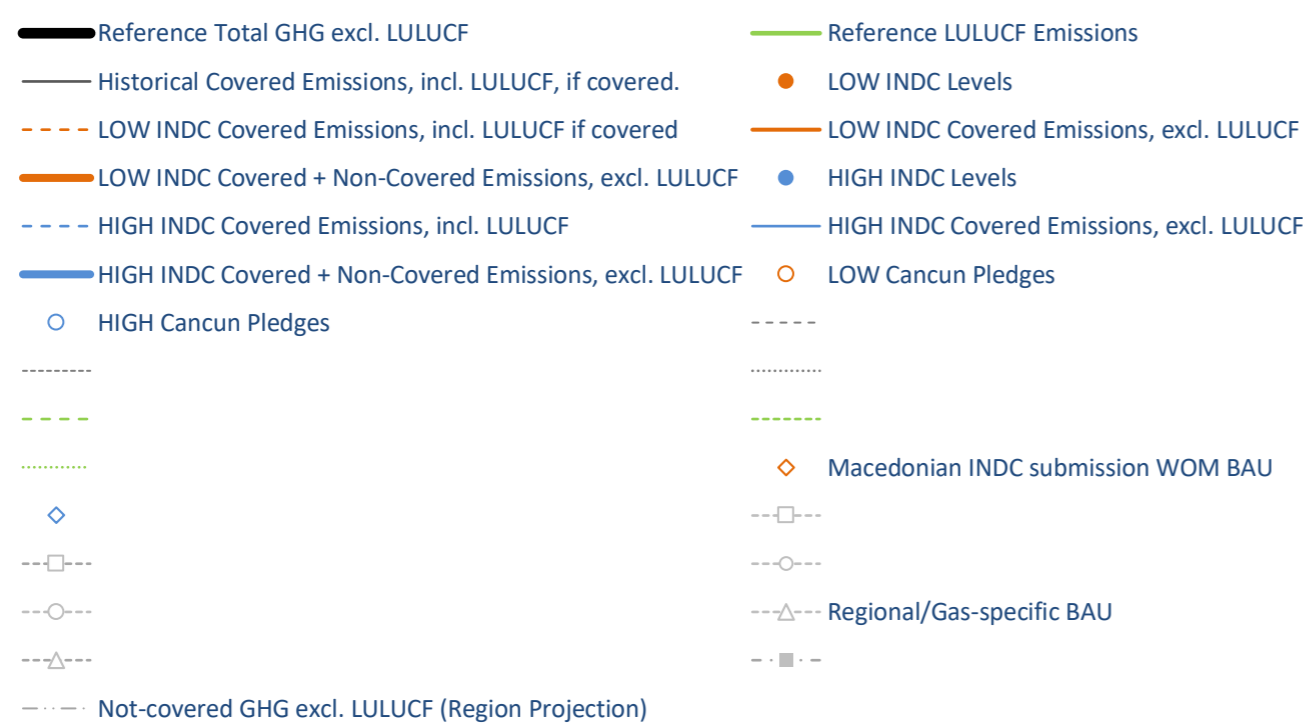 Reference Total GHG excl. LULUCF
Reference LULUCF Emissions
Historical Covered Emissions, incl. LULUCF, if covered.
LOW INDC Levels
LOW INDC Covered Emissions, incl. LULUCF if covered
LOW INDC Covered Emissions, excl. LULUCF
LOW INDC Covered + Non-Covered Emissions, excl. LULUCF
HIGH INDC Levels
HIGH INDC Covered Emissions, incl. LULUCF
HIGH INDC Covered Emissions, excl. LULUCF
HIGH INDC Covered + Non-Covered Emissions, excl. LULUCF
LOW Cancun Pledges
HIGH Cancun Pledges
Macedonian INDC submission WOM BAU
Regional/Gas-specific BAU
Not-covered GHG excl. LULUCF (Region Projection)